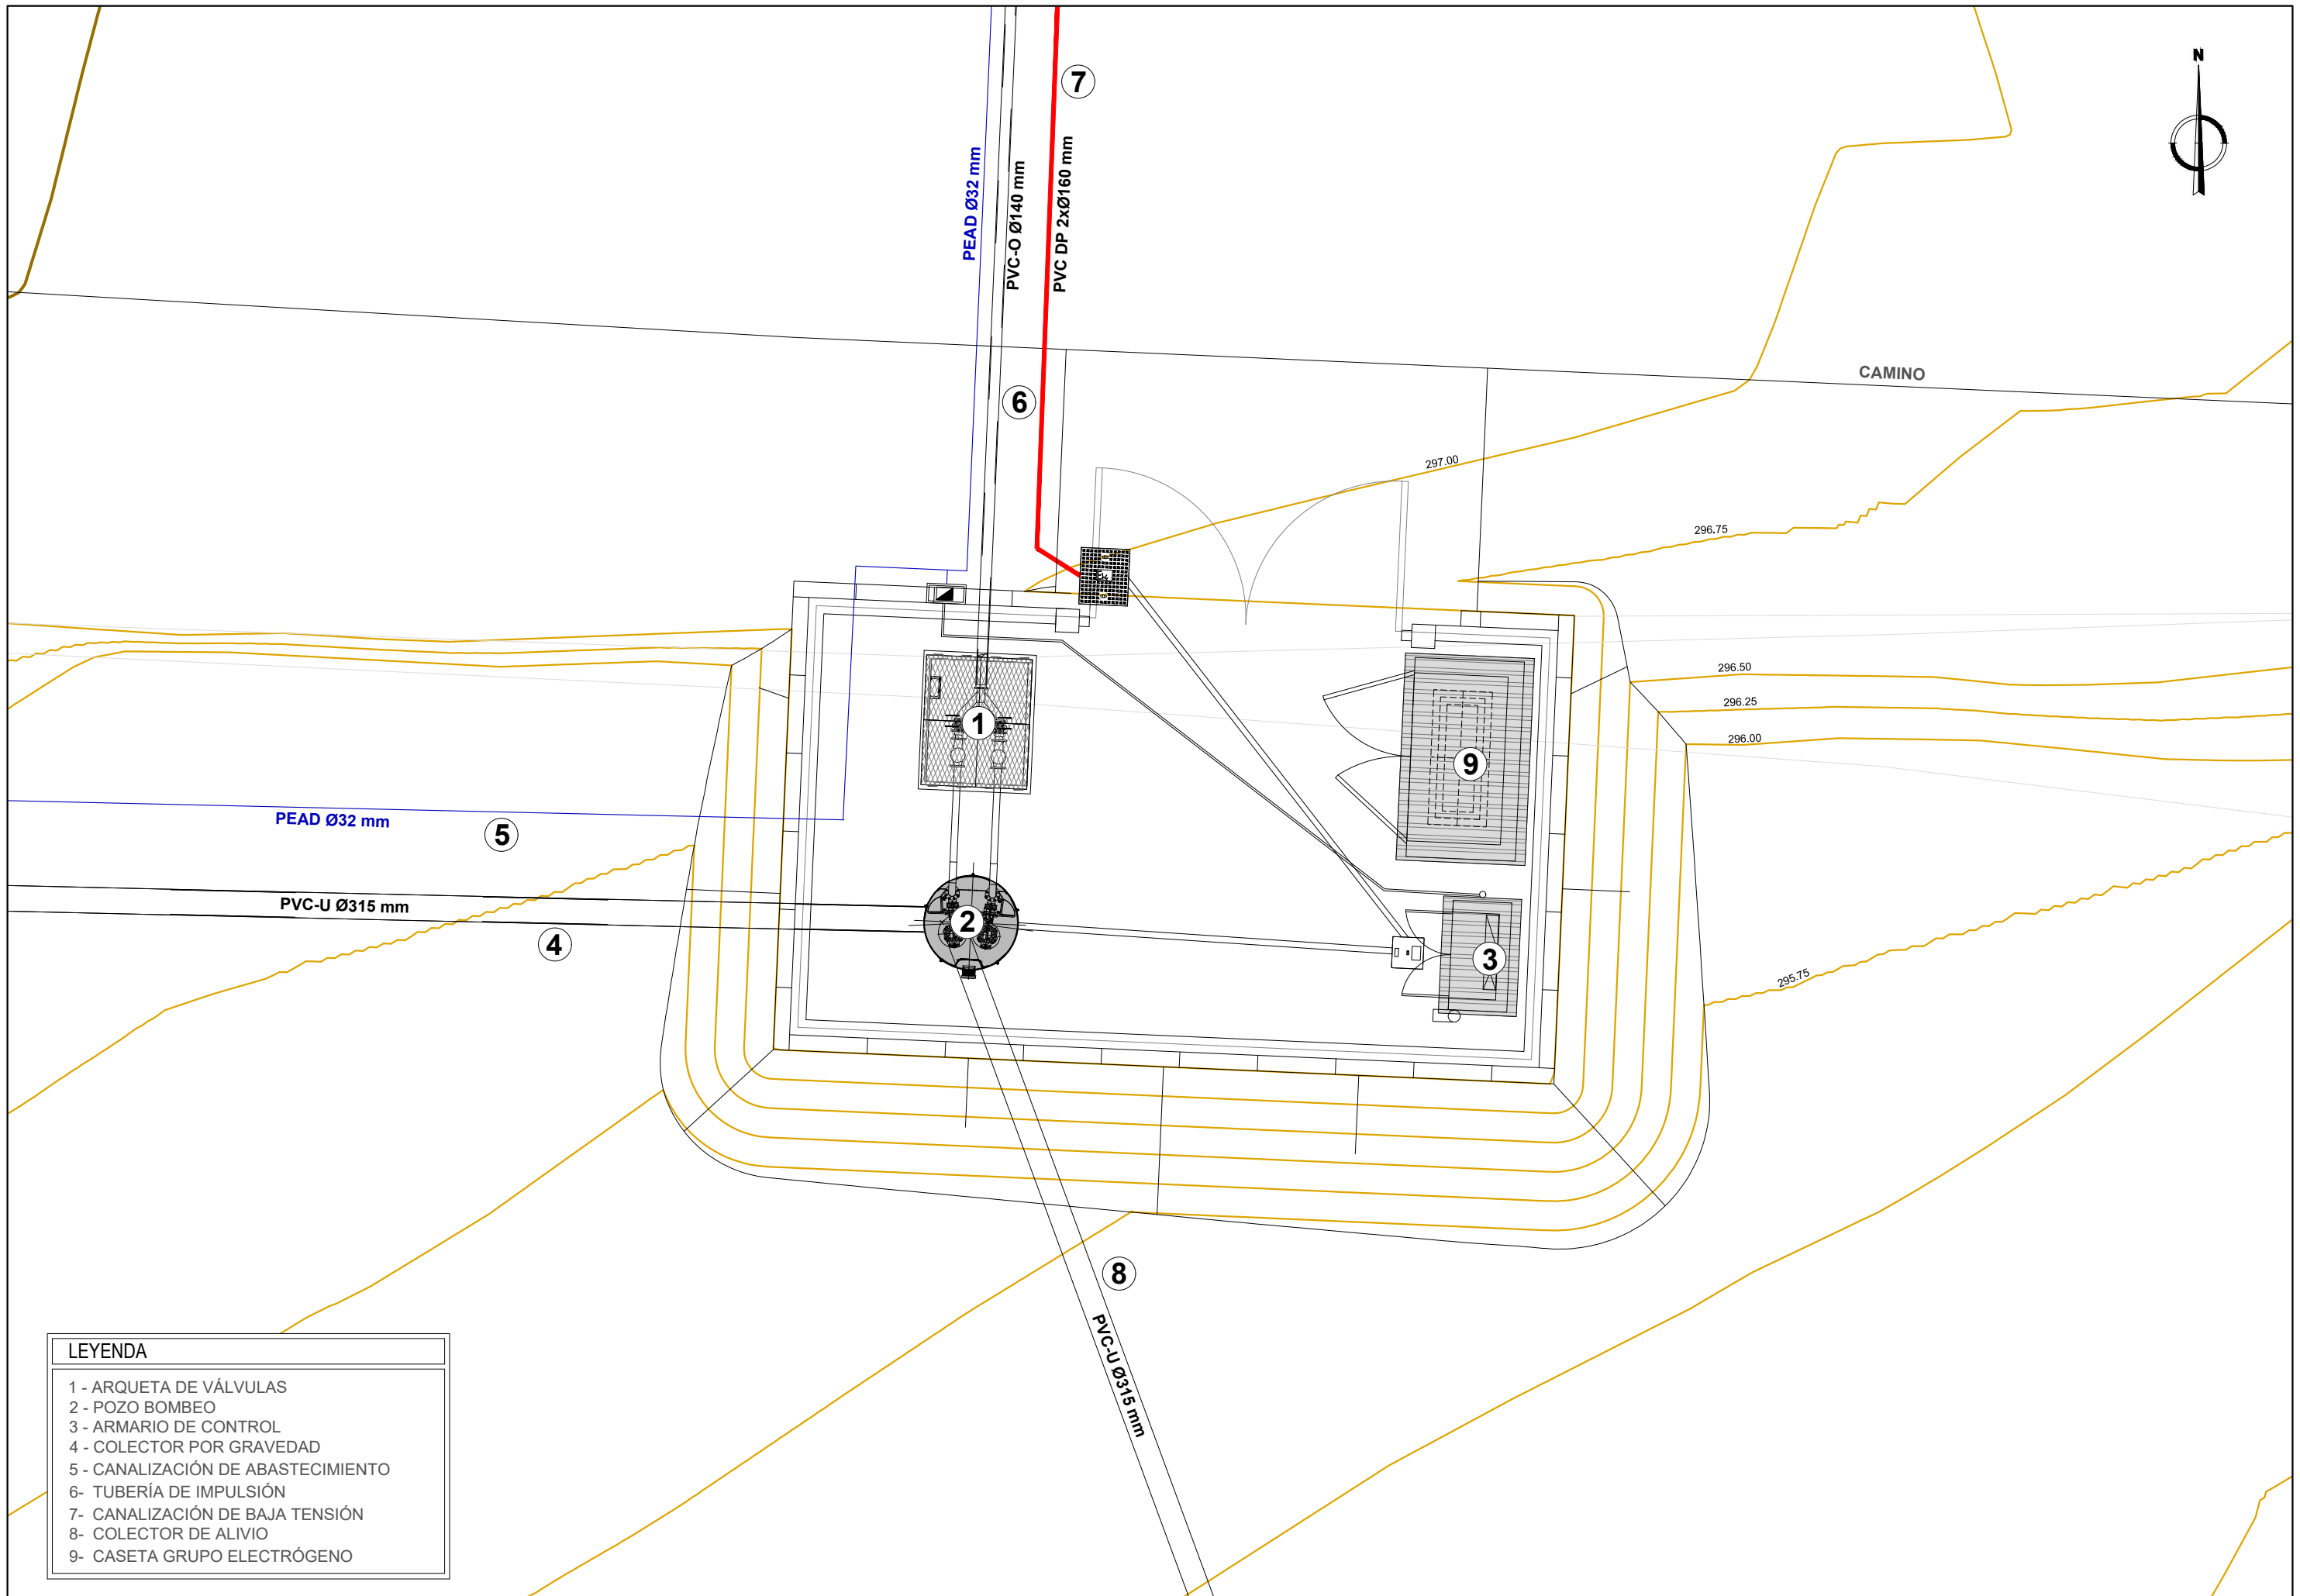 7
N
PEAD Ø32 mm
PVC-O Ø140 mm
PVC DP 2xØ160 mm
CAMINO
6
297.00
296.75
296.50
296.25
296.00
1
9
PEAD Ø32 mm
5
PVC-U Ø315 mm
4
2
3
295.75
8
PVC-U Ø315 mm
LEYENDA
1 - ARQUETA DE VÁLVULAS
2 - POZO BOMBEO
3 - ARMARIO DE CONTROL
4 - COLECTOR POR GRAVEDAD
5 - CANALIZACIÓN DE ABASTECIMIENTO
6- TUBERÍA DE IMPULSIÓN
7- CANALIZACIÓN DE BAJA TENSIÓN
8- COLECTOR DE ALIVIO
9- CASETA GRUPO ELECTRÓGENO